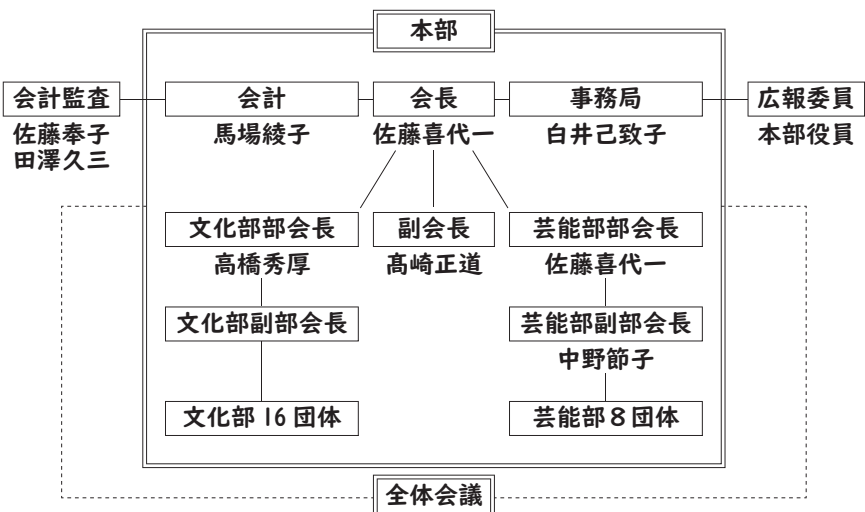 本部
会計監査
佐藤奉子
田澤久三
会計
馬場綾子
会長
佐藤喜代一
事務局
白井己致子
広報委員
本部役員
文化部部会長
高橋秀厚
副会長
髙崎正道
芸能部部会長
佐藤喜代一
文化部副部会長
芸能部副部会長
中野節子
文化部16団体
芸能部8団体
全体会議